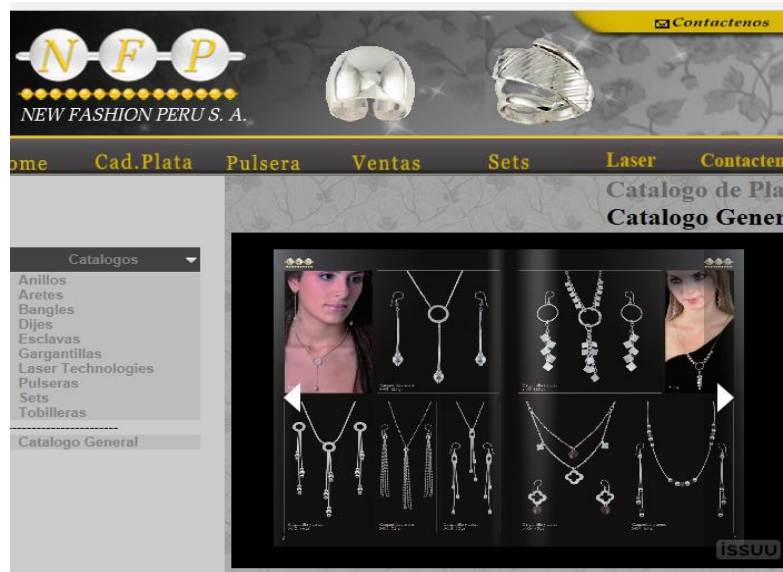 Contactenos
N F P
NEW FASHION PERU S. A.
ome Cad.Plata Pulsera Ventas Sets Laser Contacten
Catalogo de Pla
Catalogo Gener
Catalogos
Anillos
Aretes
Bangles
Dijes
Esclavas
Gargantillas
Laser Technologies
Pulseras
Sets
Tobilleras
Catalogo General
issuu